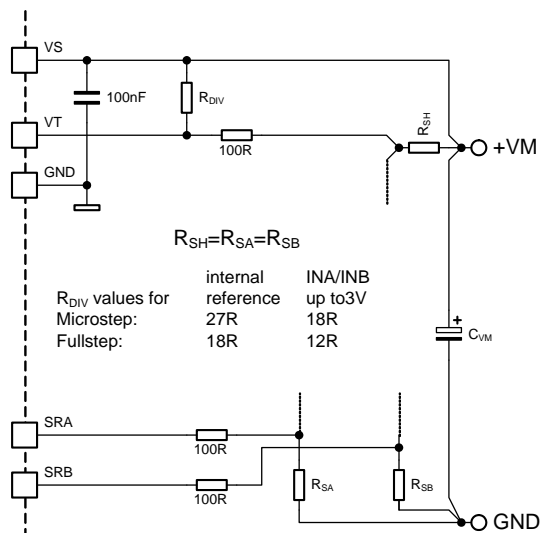 VS
100nF
RDIV
VT
100R
RSH
+VM
GND
RSH=RSA=RSB
internal INA/INB
RDIV values for reference up to3V
Microstep: 27R 18R
Fullstep: 18R 12R
+
CVM
SRA
100R
SRB
100R
RSA
RSB
GND